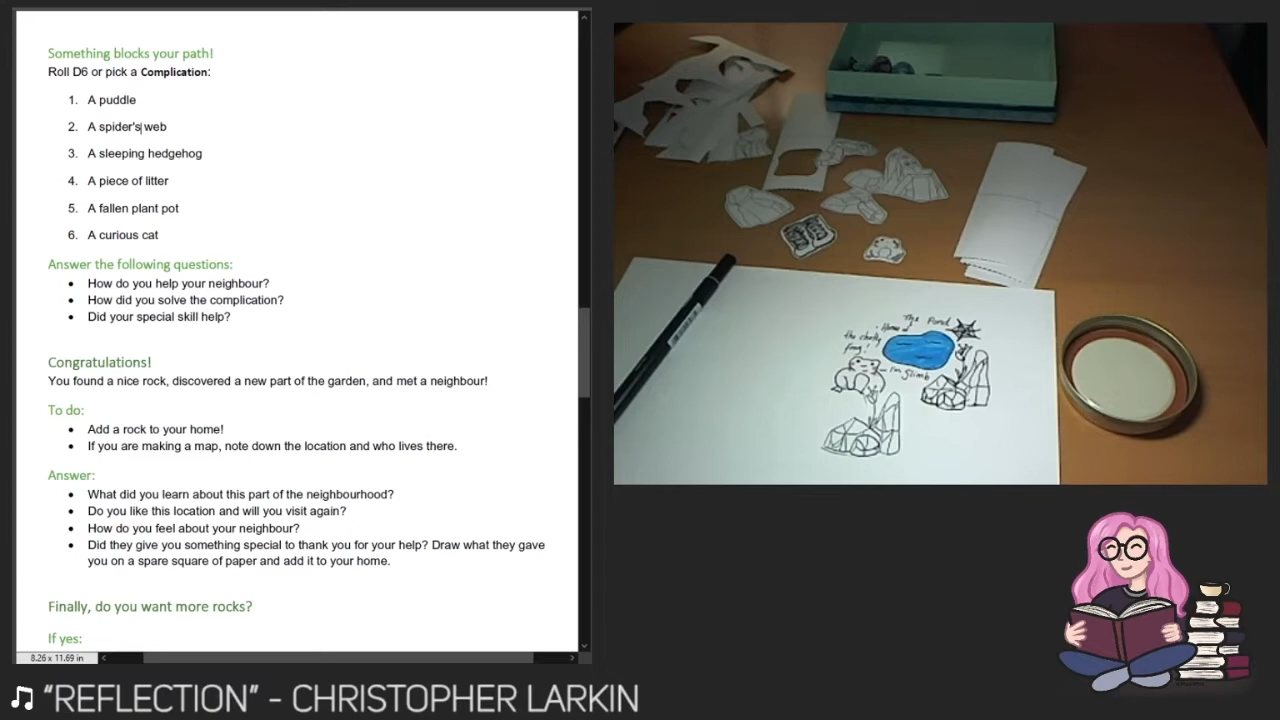 Something blocks your path!
Roll D6 or pick a Complication:
1. A puddle
2. A spider's web
3. A sleeping hedgehog
4. A piece of litter
5. A fallen plant pot
6. A curious cat
Answer the following questions:
• How do you help your neighbour?
• How did you solve the complication?
• Did your special skill help?
Congratulations!
You found a nice rock, discovered a new part of the garden, and met a neighbour!
To do:
• Add a rock to your home!
• If you are making a map, note down the location and who lives there.
Answer:
• What did you learn about this part of the neighbourhood?
• Do you like this location and will you visit again?
• How do you feel about your neighbour?
• Did they give you something special to thank you for your help? Draw what they gave
you on a spare square of paper and add it to your home.
Finally, do you want more rocks?
If yes:
8.26 x 11.69 in
The Pond
Home of
the chatty
frog!
"REFLECTION" - CHRISTOPHER LARKIN